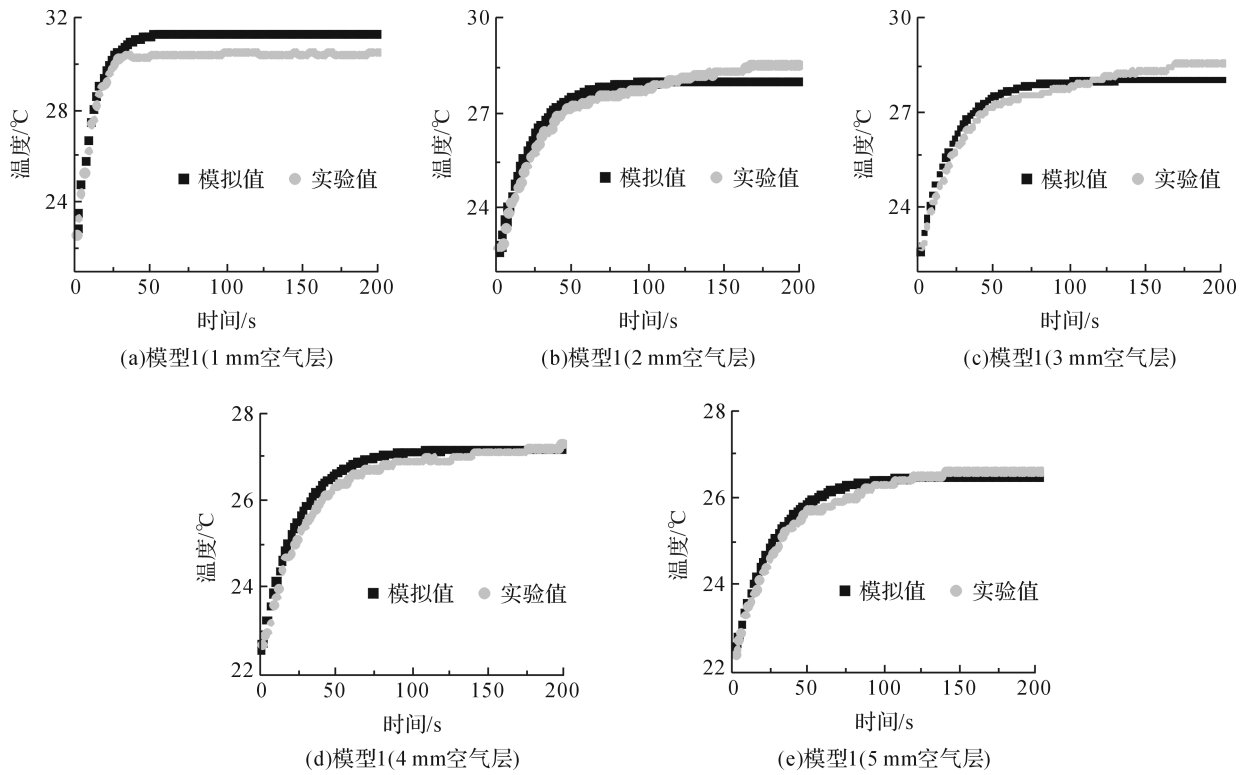 32
28
24
温度/℃
模拟值
实验值
0
50
100
150
200
时间/s
(a)模型1(1 mm空气层)
30
27
24
温度/℃
模拟值
实验值
0
50
100
150
200
时间/s
(b)模型1(2 mm空气层)
30
27
24
温度/℃
模拟值
实验值
0
50
100
150
200
时间/s
(c)模型1(3 mm空气层)
28
26
24
22
温度/℃
模拟值
实验值
0
50
100
150
200
时间/s
(d)模型1(4 mm空气层)
28
26
24
22
温度/℃
模拟值
实验值
0
50
100
150
200
时间/s
(e)模型1(5 mm空气层)